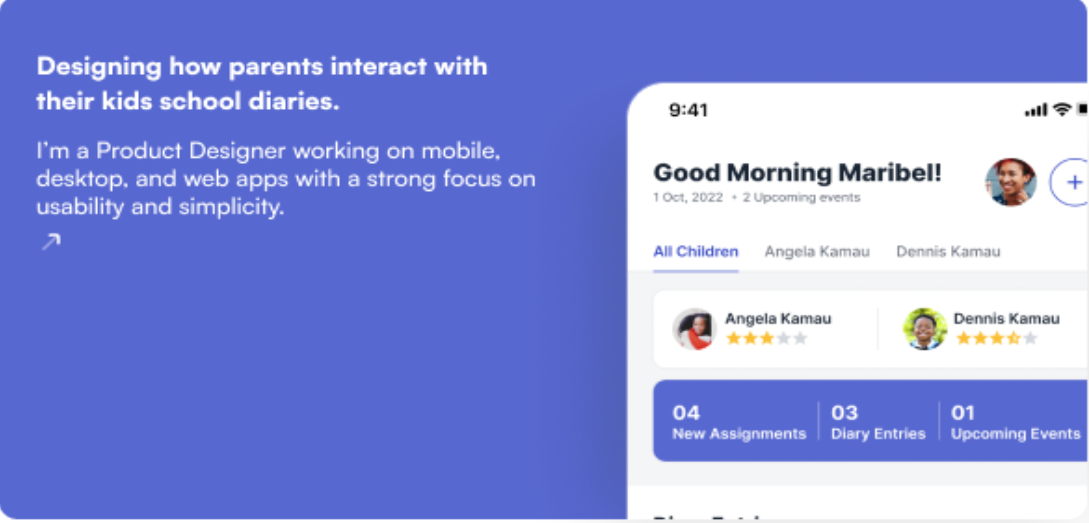 Designing how parents interact with
their kids school diaries.
I'm a Product Designer working on mobile,
desktop, and web apps with a strong focus on
usability and simplicity.
9:41
Good Morning Maribel!
1 Oct, 2022 • 2 Upcoming events
All Children Angela Kamau Dennis Kamau
Angela Kamau Dennis Kamau
04 03 01
New Assignments Diary Entries Upcoming Events